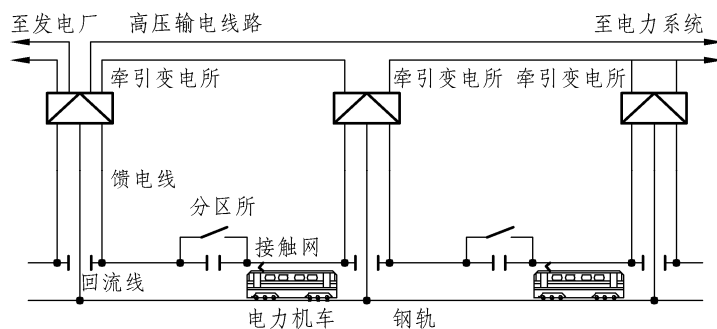 至发电厂 高压输电线路 至电力系统
牵引变电所 牵引变电所 牵引变电所
馈电线
分区所
接触网
回流线
电力机车 钢轨